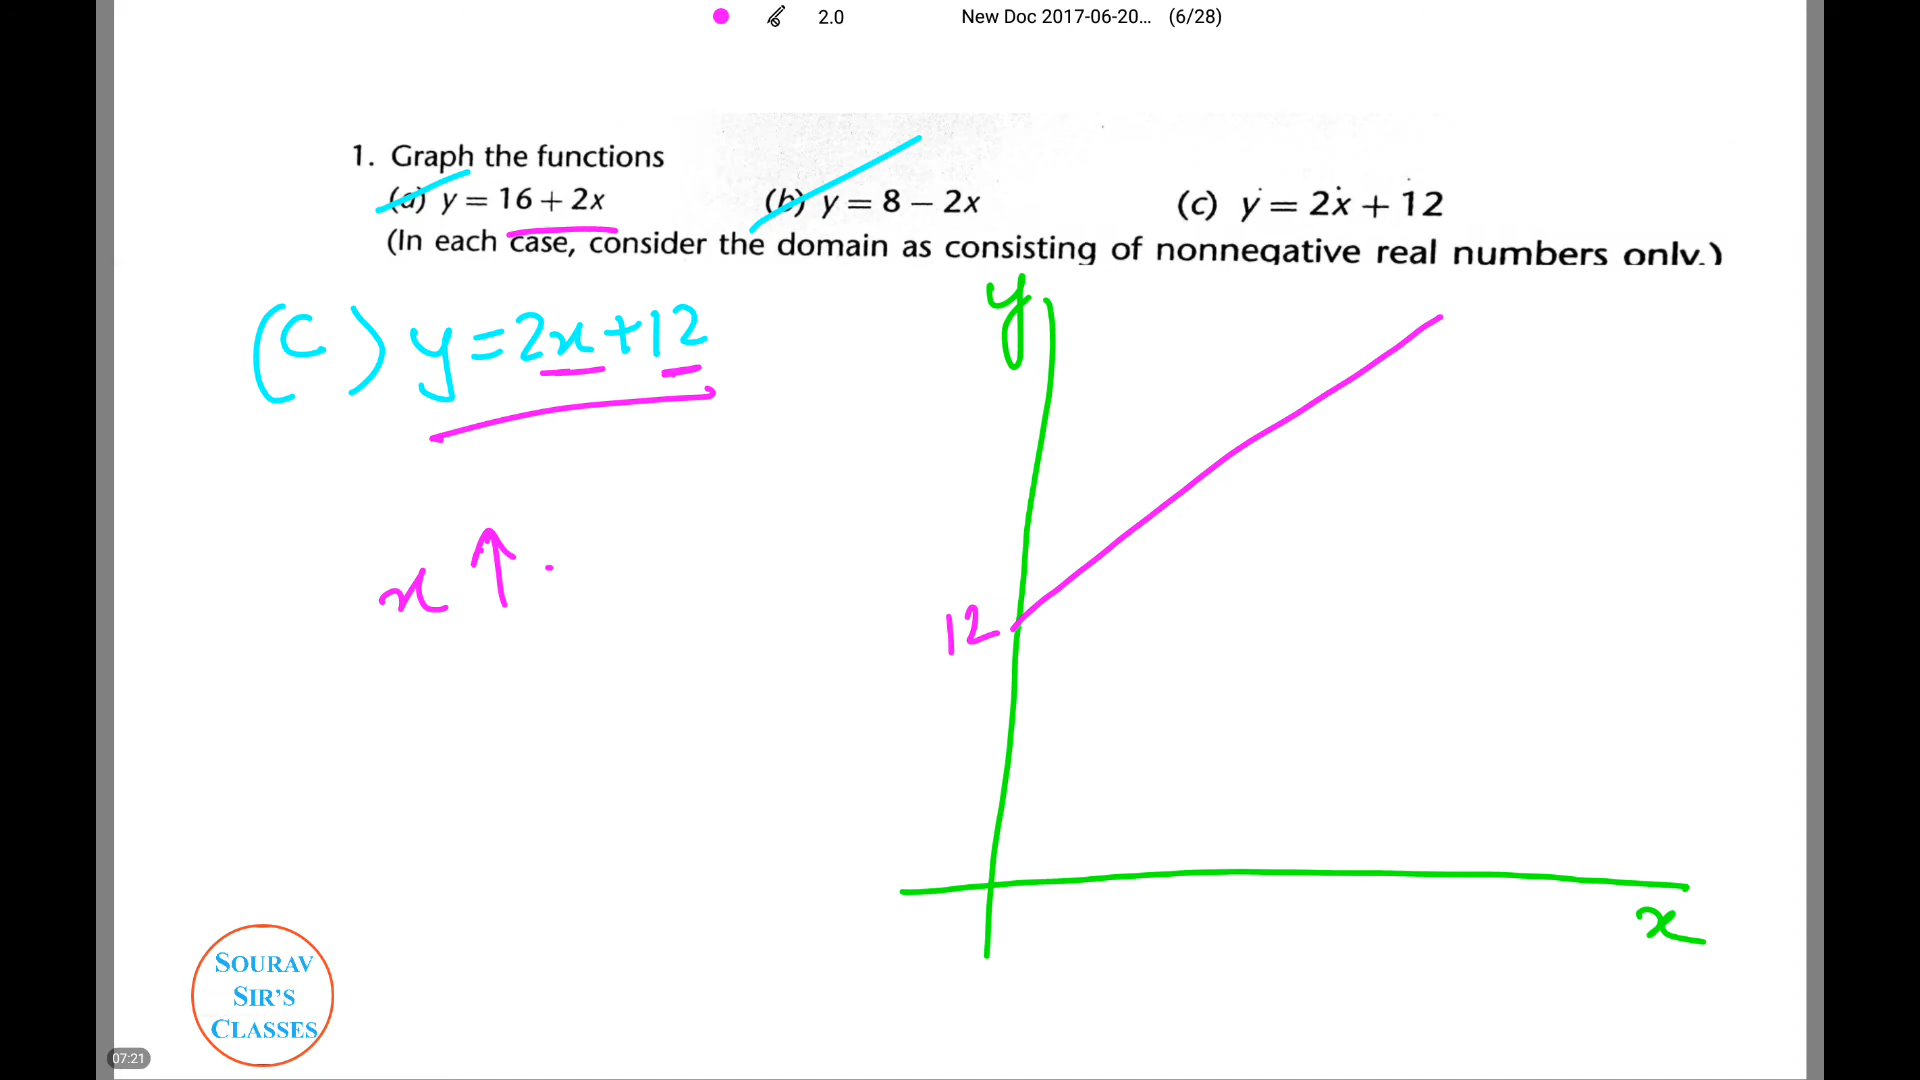 2.0 New Doc 2017-06-20... (6/28)
1. Graph the functions
(a) y = 16 + 2x (b) y = 8 – 2x (c) y = 2x + 12
(In each case, consider the domain as consisting of nonnegative real numbers only.)
(c) y = 2x + 12
y
x ↑
12
x
SOURAV
SIR'S
CLASSES
07:21